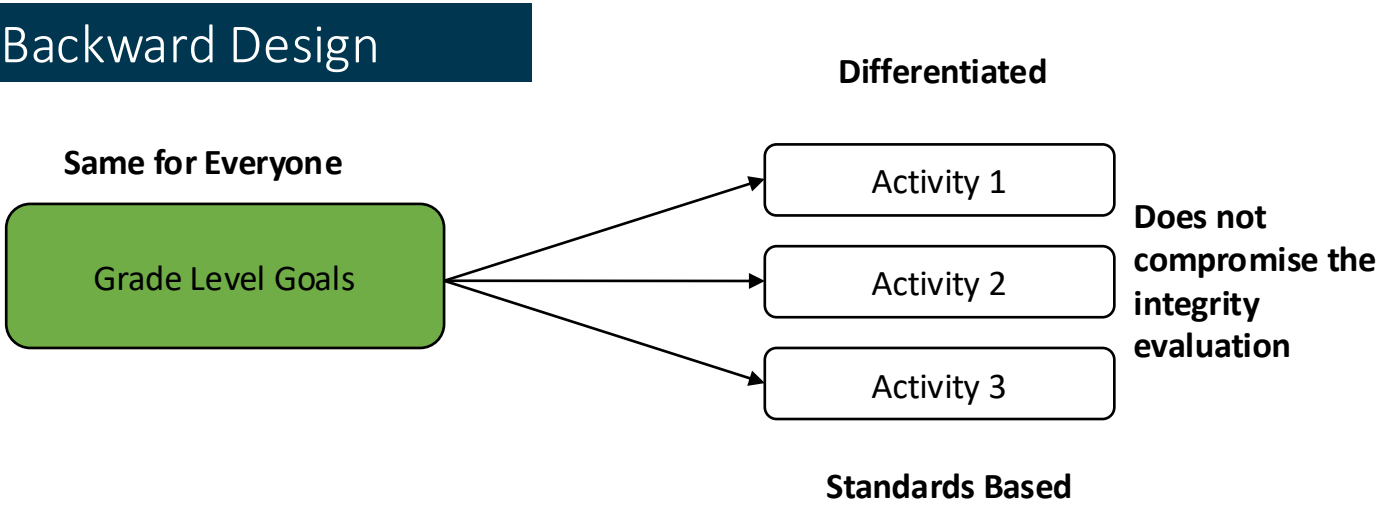 Backward Design
Differentiated
Same for Everyone
Grade Level Goals
Activity 1
Activity 2
Activity 3
Does not
compromise the
integrity
evaluation
Standards Based